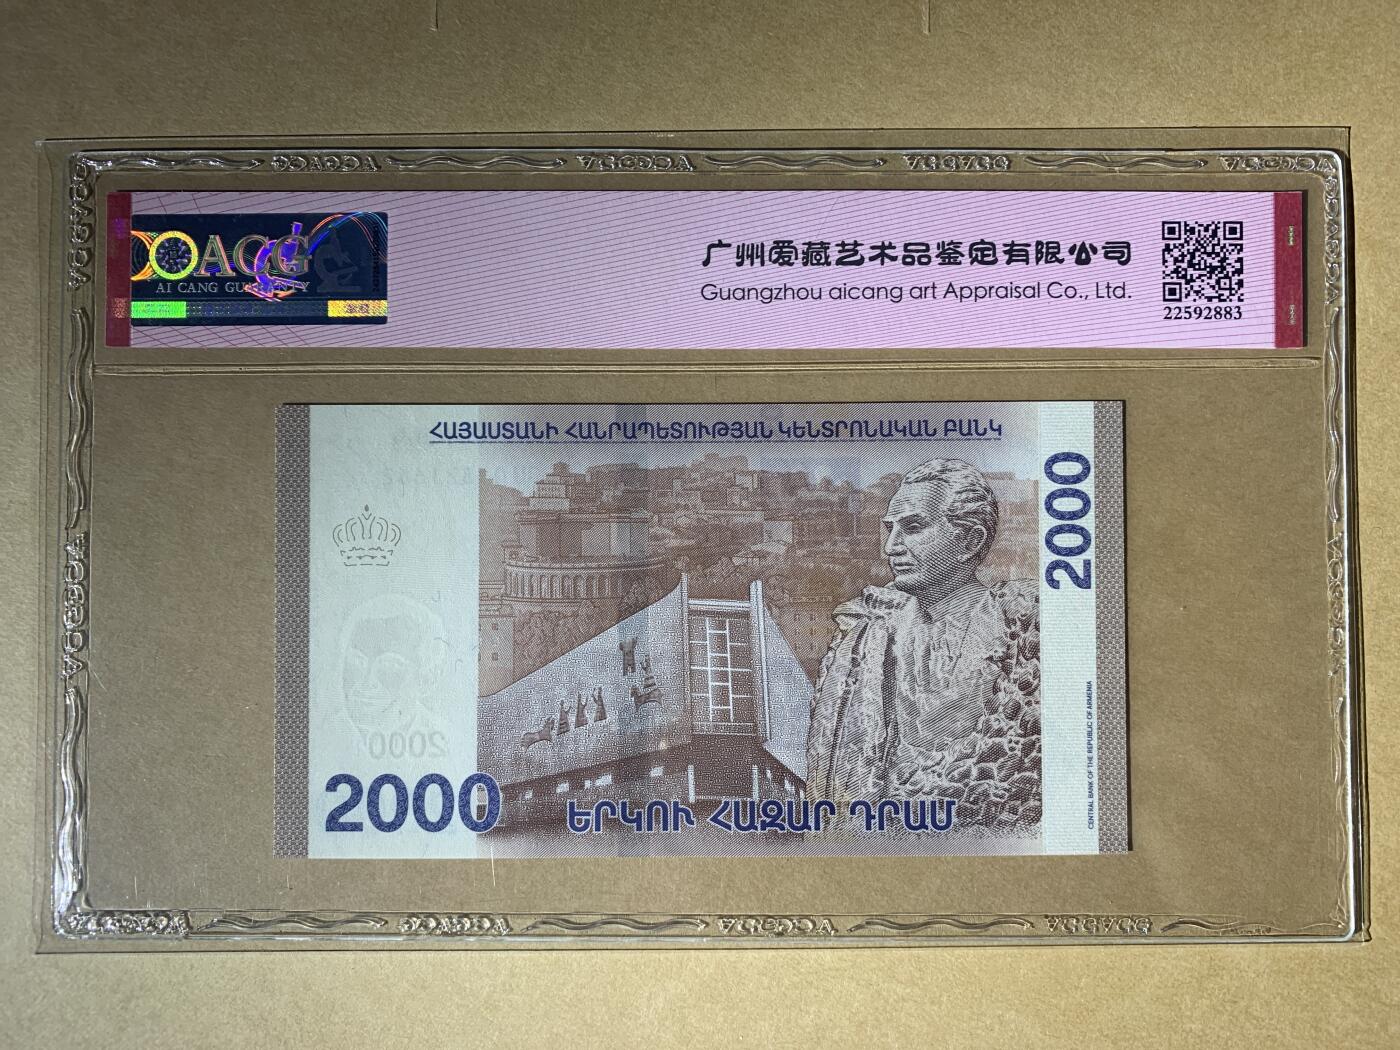 ACG
AI CANG GUARANTY
广州爱藏艺术品鉴定有限公司
Guangzhou aicang art Appraisal Co., Ltd.
22592883
ՀԱՅԱՍՏԱՆԻ ՀԱՆՐԱՊԵՏՈՒԹՅԱՆ ԿԵՆՏՐՈՆԱԿԱՆ ԲԱՆԿ
2000
CENTRAL BANK OF THE REPUBLIC OF ARMENIA
2000
2000
ԵՐԿՈՒ ՀԱԶԱՐ ԴՐԱՄ